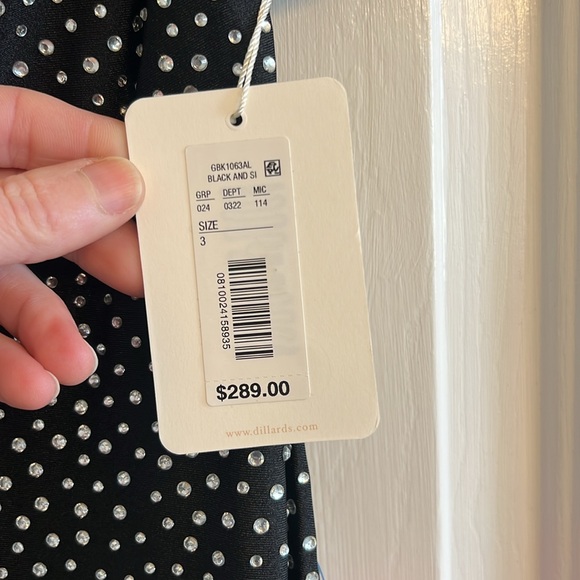 GBK1063AL
BLACK AND SI
GRP DEPT MIC
024 0322 114
SIZE
3
0810024158935
$289.00
www.dillards.com